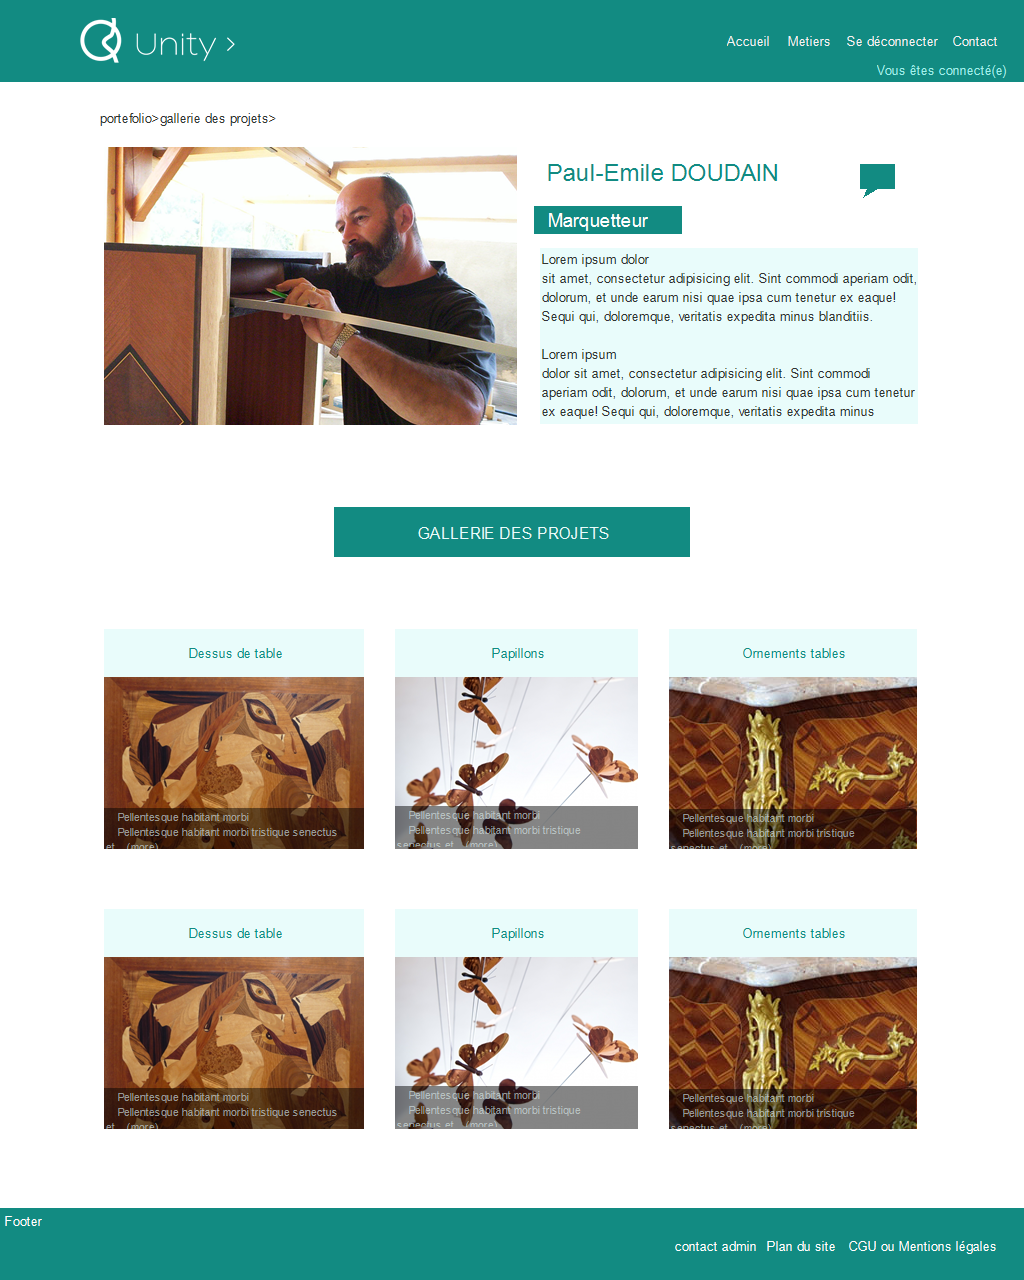 Unity >
Accueil Metiers Se déconnecter Contact
Vous êtes connecté(e)
portefolio>gallerie des projets>
Paul-Emile DOUDAIN
Marquetteur
Lorem ipsum dolor
sit amet, consectetur adipisicing elit. Sint commodi aperiam odit,
dolorum, et unde earum nisi quae ipsa cum tenetur ex eaque!
Sequi qui, doloremque, veritatis expedita minus blanditiis.
Lorem ipsum
dolor sit amet, consectetur adipisicing elit. Sint commodi
aperiam odit, dolorum, et unde earum nisi quae ipsa cum tenetur
ex eaque! Sequi qui, doloremque, veritatis expedita minus
GALLERIE DES PROJETS
Dessus de table
Pellentesque habitant morbi
Pellentesque habitant morbi tristique senectus
et... (more)
Papillons
Pellentesque habitant morbi
Pellentesque habitant morbi tristique
senectus et... (more)
Ornements tables
Pellentesque habitant morbi
Pellentesque habitant morbi tristique
senectus et... (more)
Dessus de table
Pellentesque habitant morbi
Pellentesque habitant morbi tristique senectus
et... (more)
Papillons
Pellentesque habitant morbi
Pellentesque habitant morbi tristique
senectus et... (more)
Ornements tables
Pellentesque habitant morbi
Pellentesque habitant morbi tristique
senectus et... (more)
Footer
contact admin Plan du site CGU ou Mentions légales